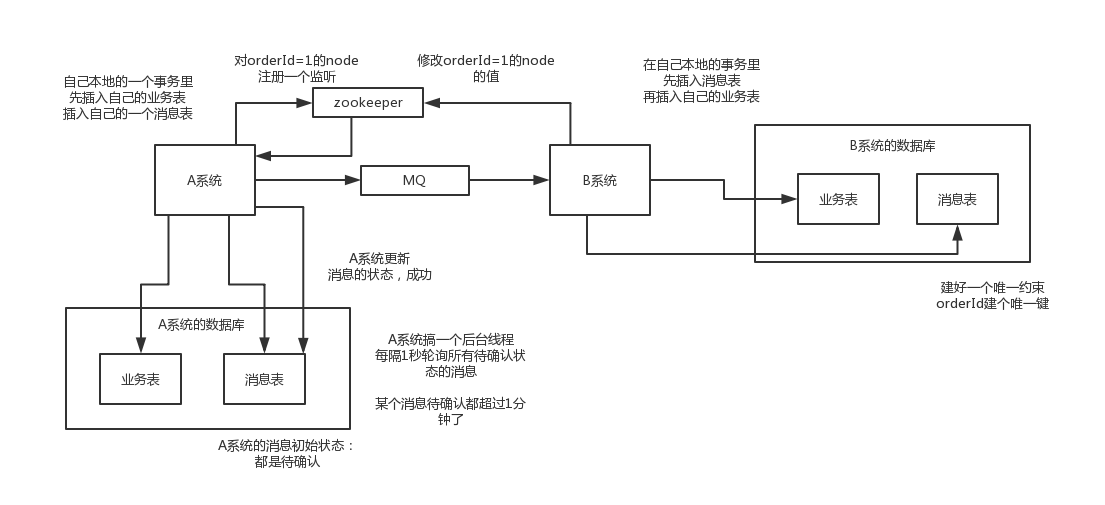 对orderId=1的node
注册一个监听
修改orderId=1的node
的值
自己本地的一个事务里
先插入自己的业务表
插入自己的一个消息表
在自己本地的事务里
先插入消息表
再插入自己的业务表
zookeeper
A系统
MQ
B系统
B系统的数据库
业务表
消息表
A系统更新
消息的状态，成功
建好一个唯一约束
orderId建个唯一键
A系统的数据库
业务表
消息表
A系统搞一个后台线程
每隔1秒轮询所有待确认状
态的消息
某个消息待确认都超过1分
钟了
A系统的消息初始状态：
都是待确认